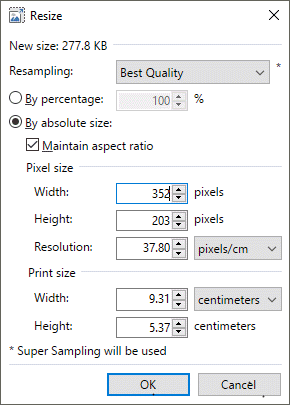 Resize
New size: 277.8 KB
Resampling: Best Quality *
By percentage: 100 %
By absolute size:
Maintain aspect ratio
Pixel size
Width: 352 pixels
Height: 203 pixels
Resolution: 37.80 pixels/cm
Print size
Width: 9.31 centimeters
Height: 5.37 centimeters
* Super Sampling will be used
OK Cancel